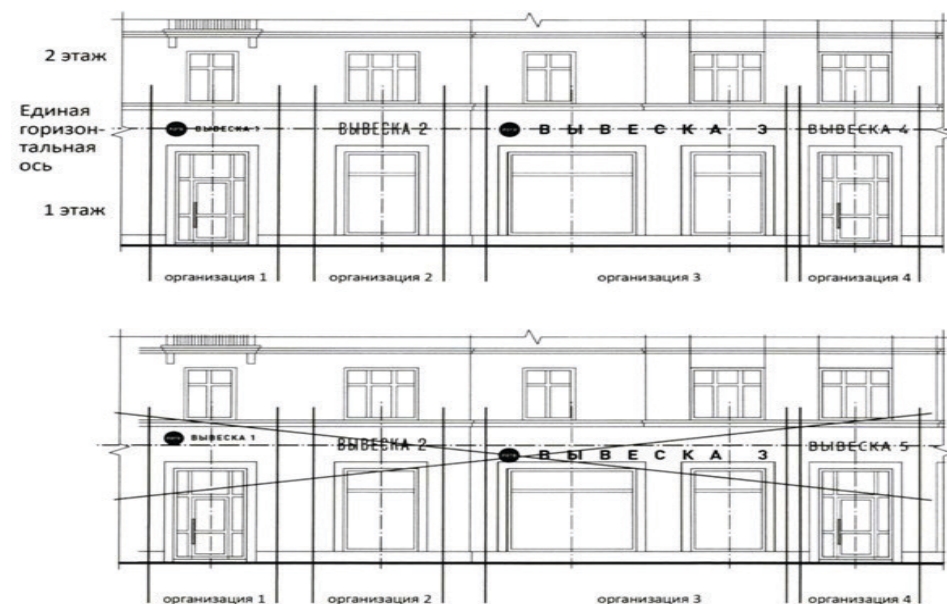 2 этаж
Единая
горизон-
тальная
ось
ВЫВЕСКА 1
ВЫВЕСКА 2
ВЫВЕСКА 3
ВЫВЕСКА 4
1 этаж
организация 1
организация 2
организация 3
организация 4
ВЫВЕСКА 1
ВЫВЕСКА 2
ВЫВЕСКА 3
ВЫВЕСКА 5
организация 1
организация 2
организация 3
организация 4